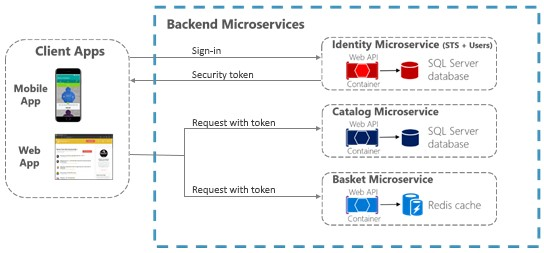 Backend Microservices
Client Apps
Mobile
App
Web
App
Sign-in
Security token
Request with token
Request with token
Identity Microservice (STS + Users)
Web API
Container
SQL Server
database
Catalog Microservice
Web API
Container
SQL Server
database
Basket Microservice
Web API
Container
Redis cache